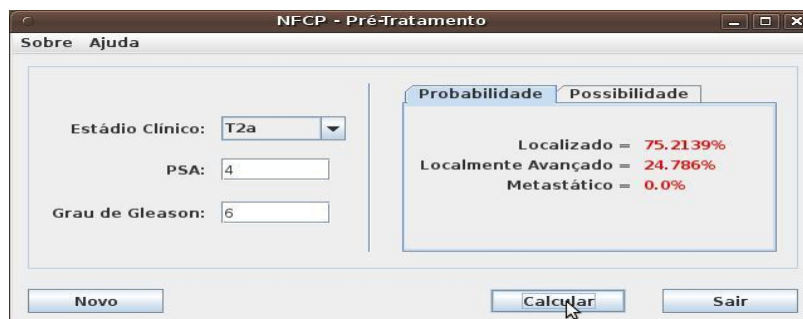 NFCP - Pré-Tratamento
Sobre Ajuda
Estádio Clínico: T2a
PSA: 4
Grau de Gleason: 6
Probabilidade Possibilidade
Localizado = 75.2139%
Localmente Avançado = 24.786%
Metastático = 0.0%
Novo Calcular Sair